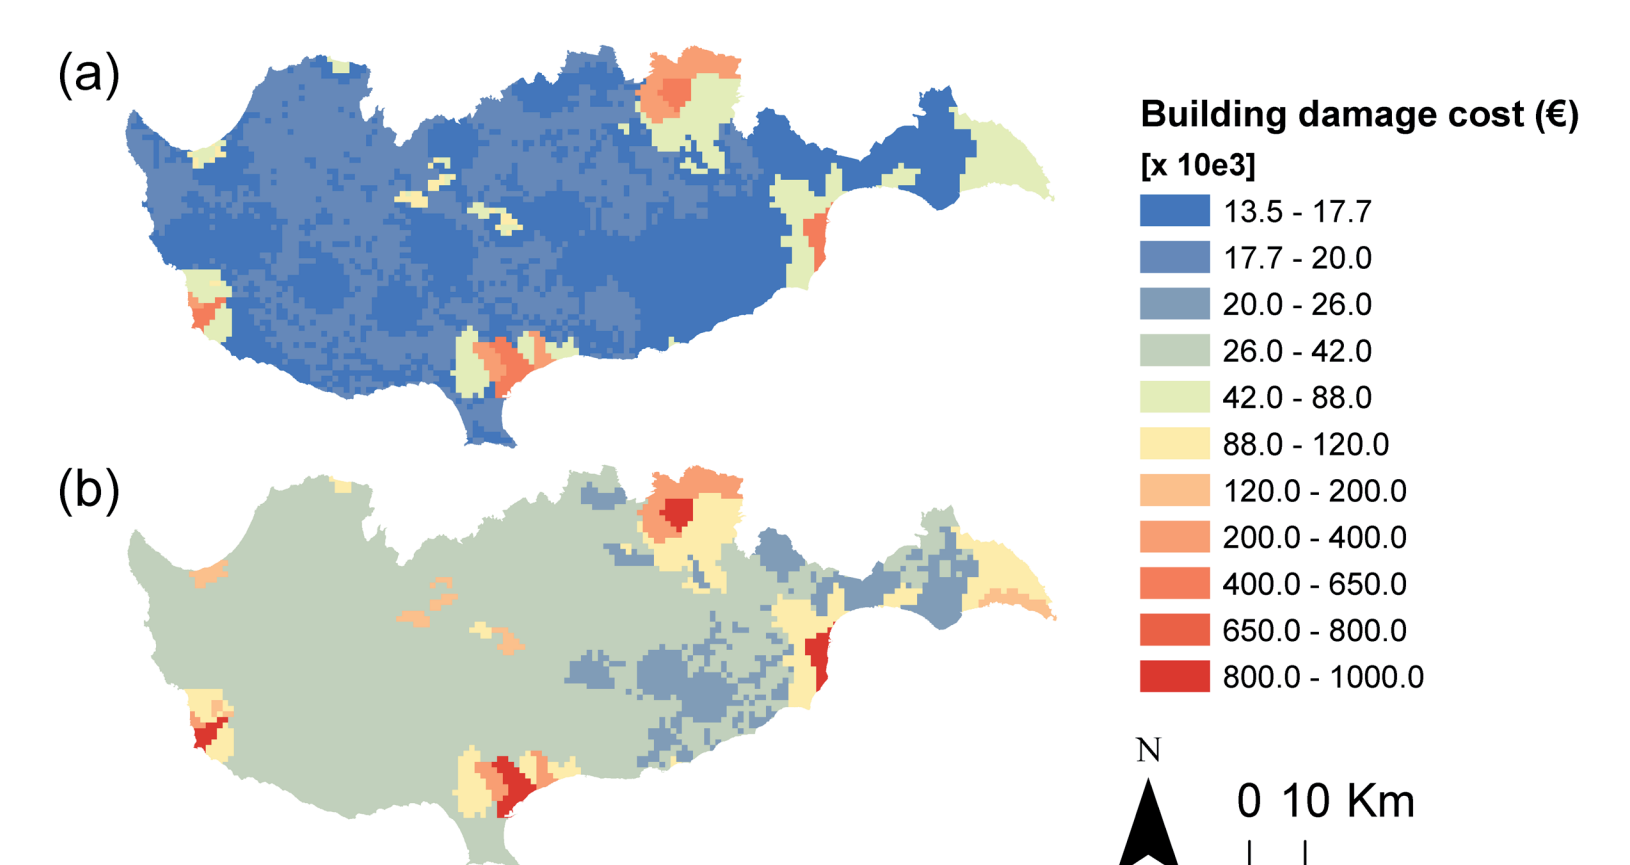 (a)
Building damage cost (€)
[x 10e3]
13.5 - 17.7
17.7 - 20.0
20.0 - 26.0
26.0 - 42.0
42.0 - 88.0
88.0 - 120.0
120.0 - 200.0
200.0 - 400.0
400.0 - 650.0
650.0 - 800.0
800.0 - 1000.0
(b)
N
0 10 Km